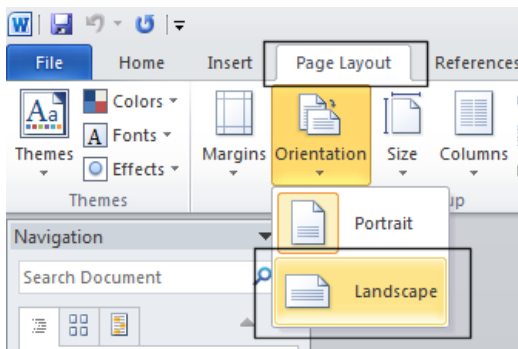 W
File Home Insert Page Layout References
Aa Colors
A Fonts
Themes Effects Margins Orientation Size Columns
Themes up
Portrait
Navigation
Search Document
Landscape